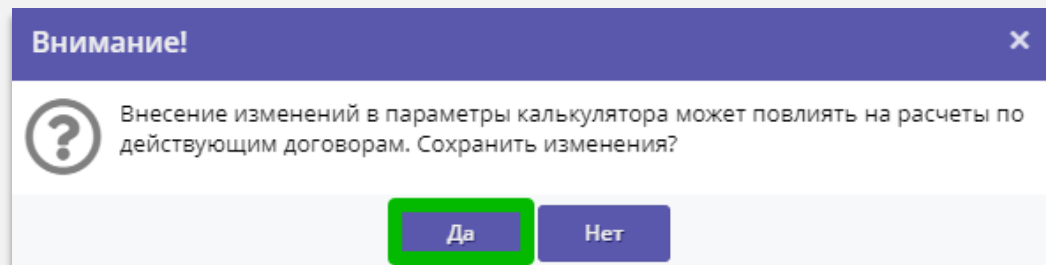 Внимание!
Внесение изменений в параметры калькулятора может повлиять на расчеты по
действующим договорам. Сохранить изменения?
Да
Нет